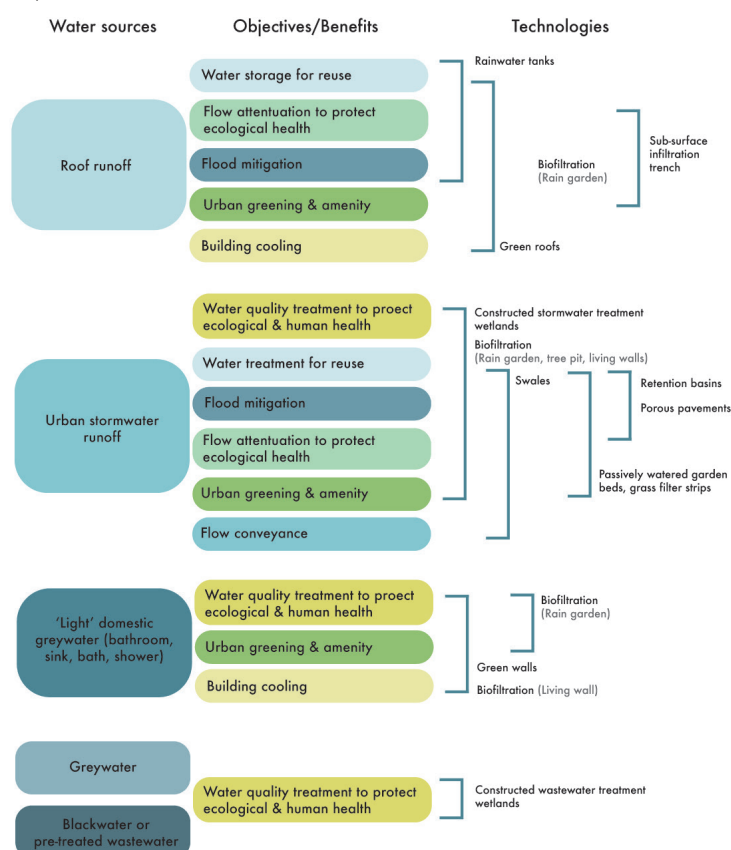 Water sources
Objectives/Benefits
Technologies
Roof runoff
Water storage for reuse
Flow attentuation to protect
ecological health
Flood mitigation
Urban greening & amenity
Building cooling
Rainwater tanks
Biofiltration
(Rain garden)
Sub-surface
infiltration
trench
Green roofs
Urban stormwater
runoff
Water quality treatment to proect
ecological & human health
Water treatment for reuse
Flood mitigation
Flow attentuation to protect
ecological health
Urban greening & amenity
Flow conveyance
Constructed stormwater treatment
wetlands
Biofiltration
(Rain garden, tree pit, living walls)
Swales
Retention basins
Porous pavements
Passively watered garden
beds, grass filter strips
'Light' domestic
greywater (bathroom,
sink, bath, shower)
Water quality treatment to proect
ecological & human health
Urban greening & amenity
Building cooling
Biofiltration
(Rain garden)
Green walls
Biofiltration (Living wall)
Greywater
Blackwater or
pre-treated wastewater
Water quality treatment to protect
ecological & human health
Constructed wastewater treatment
wetlands